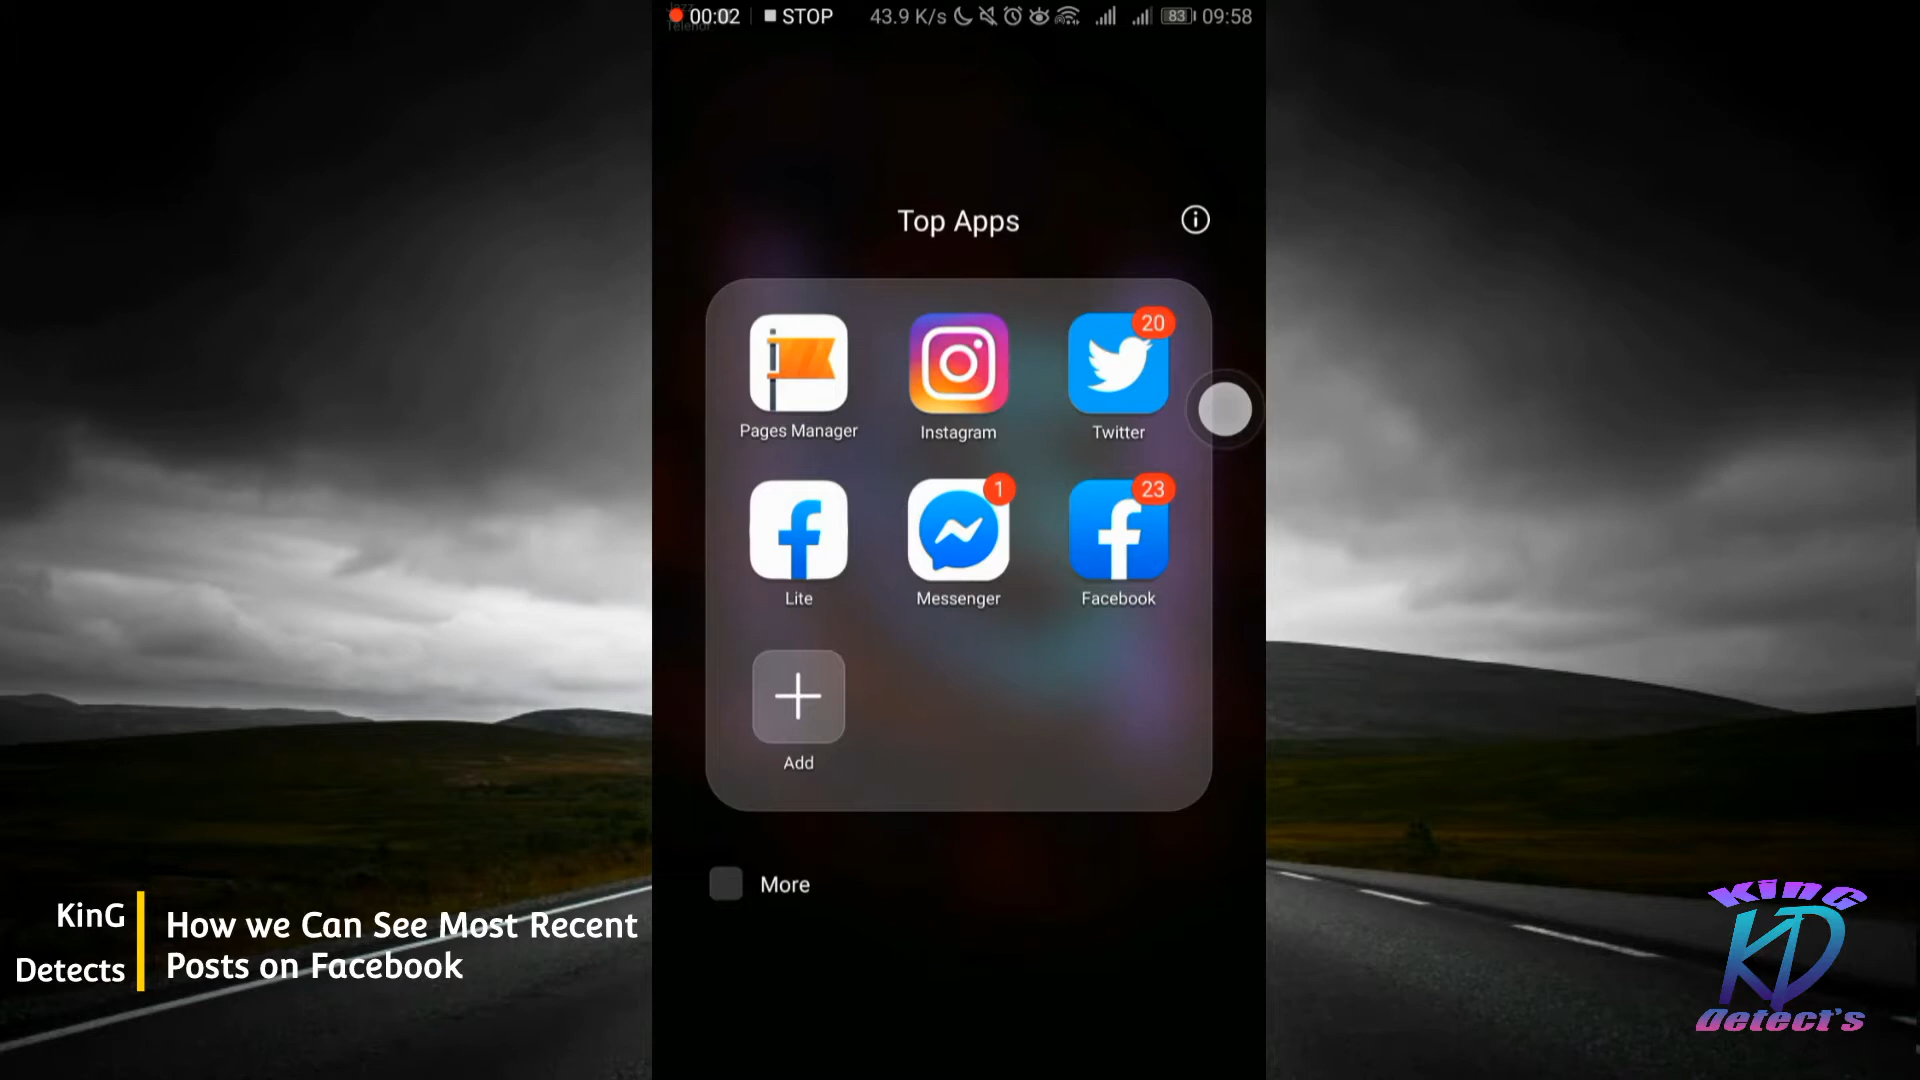 00:02 STOP 43.9 K/s 83 09:58
Telenor
Top Apps
20
Pages Manager Instagram Twitter
1 23
Lite Messenger Facebook
Add
More
KinG
Detects
How we Can See Most Recent
Posts on Facebook
KinG
KD
Detect's